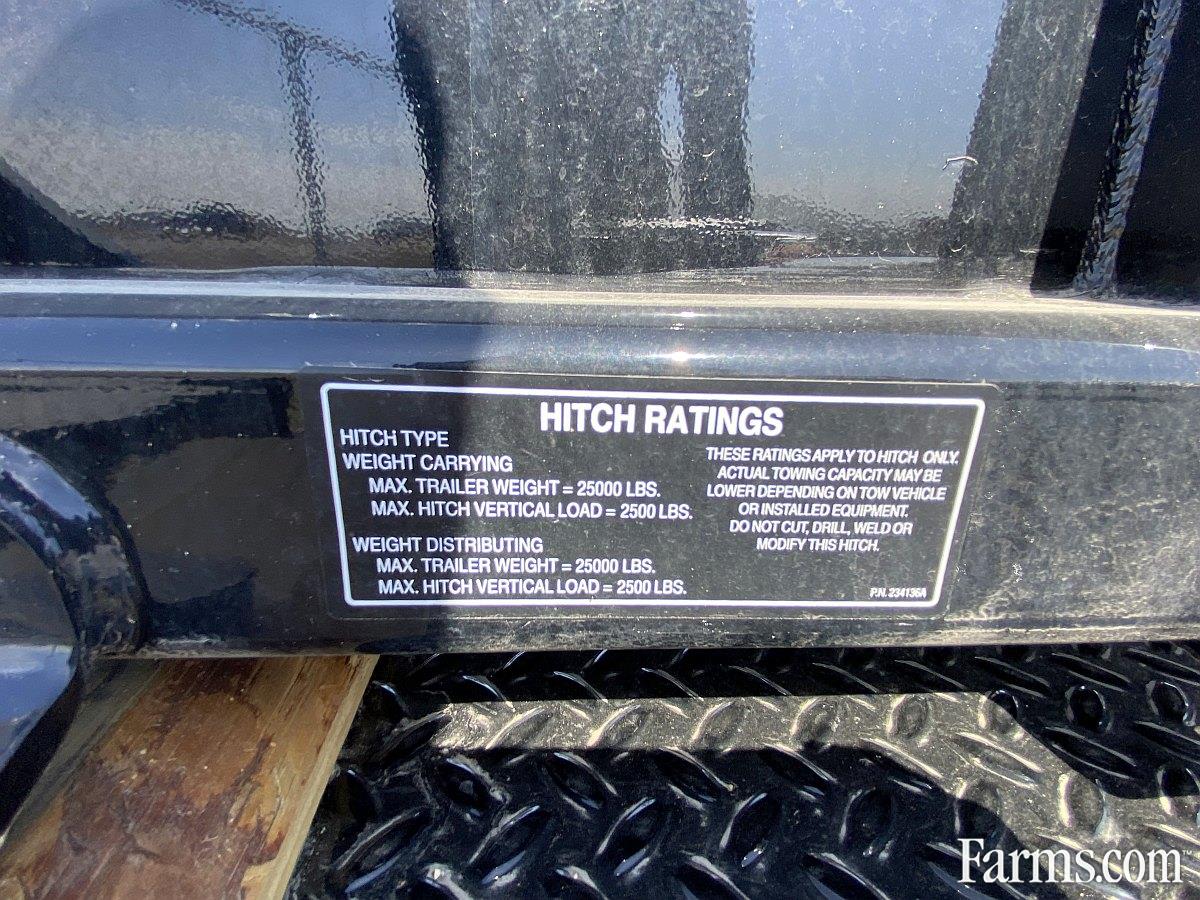 HITCH RATINGS
HITCH TYPE
WEIGHT CARRYING
MAX. TRAILER WEIGHT = 25000 LBS.
MAX. HITCH VERTICAL LOAD = 2500 LBS.
WEIGHT DISTRIBUTING
MAX. TRAILER WEIGHT = 25000 LBS.
MAX. HITCH VERTICAL LOAD = 2500 LBS.
THESE RATINGS APPLY TO HITCH ONLY.
ACTUAL TOWING CAPACITY MAY BE
LOWER DEPENDING ON TOW VEHICLE
OR INSTALLED EQUIPMENT.
DO NOT CUT, DRILL, WELD OR
MODIFY THIS HITCH.
P.N. 234136A
Farms.com™